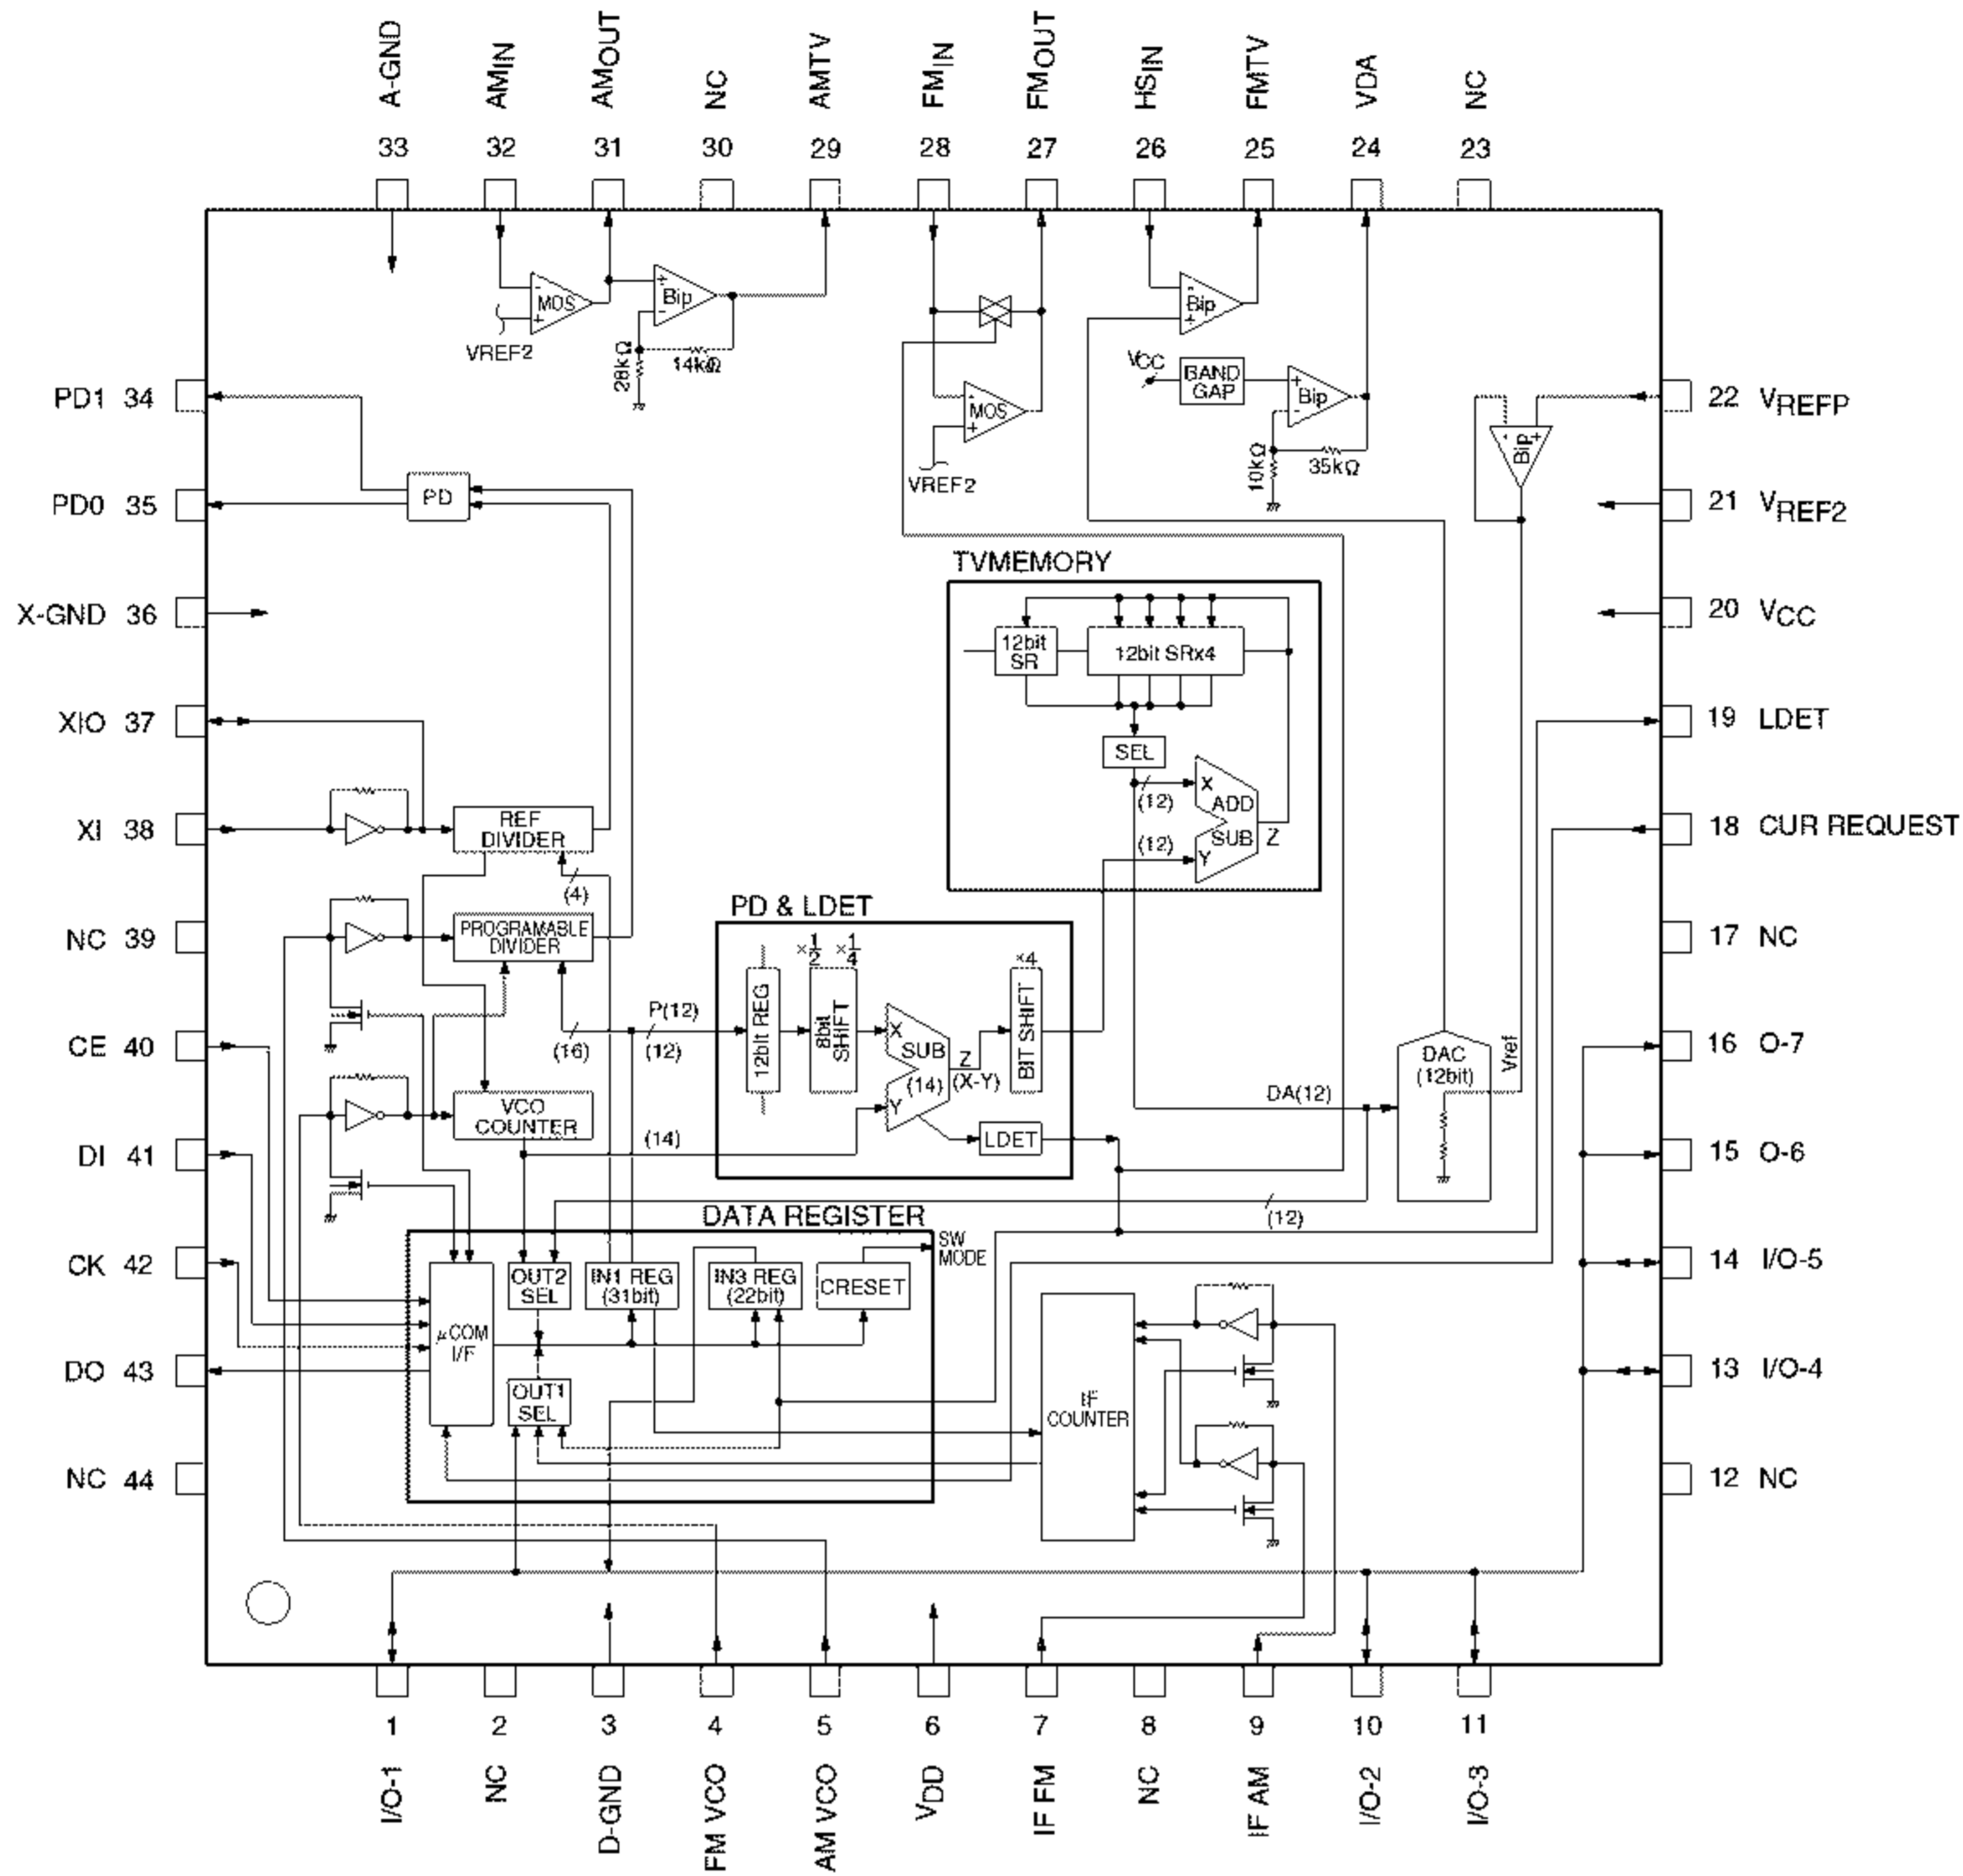 A-GND
AMIN
AMOUT
NC
AMTV
FMIN
FMOUT
HSIN
FMTV
VDA
NC
33 32 31 30 29 28 27 26 25 24 23
- MOS +
VREF2
+ Bip -
28kΩ
14kΩ
- MOS +
VREF2
- Bip +
VCC
BAND
GAP
+ Bip -
10kΩ
35kΩ
- Bip +
PD1 34
PD0 35
X-GND 36
XIO 37
XI 38
NC 39
CE 40
DI 41
CK 42
DO 43
NC 44
22 VREFP
21 VREF2
20 VCC
19 LDET
18 CUR REQUEST
17 NC
16 O-7
15 O-6
14 I/O-5
13 I/O-4
12 NC
PD
TVMEMORY
12bit
SR
12bit SRx4
SEL
X
(12)
ADD
SUB
(12)
Y
Z
REF
DIVIDER
(4)
PROGRAMABLE
DIVIDER
(16)
P(12)
(12)
VCO
COUNTER
(14)
PD & LDET
×1/2
×1/4
×4
12bit REG
8bit
SHIFT
X
SUB
(14)
Y
Z
(X-Y)
BIT SHIFT
LDET
DA(12)
DAC
(12bit)
Vref
(12)
DATA REGISTER
SW
MODE
μCOM
I/F
OUT2
SEL
IN1 REG
(31bit)
IN3 REG
(22bit)
CRESET
OUT1
SEL
IF
COUNTER
1 2 3 4 5 6 7 8 9 10 11
I/O-1
NC
D-GND
FM VCO
AM VCO
VDD
IF FM
NC
IF AM
I/O-2
I/O-3